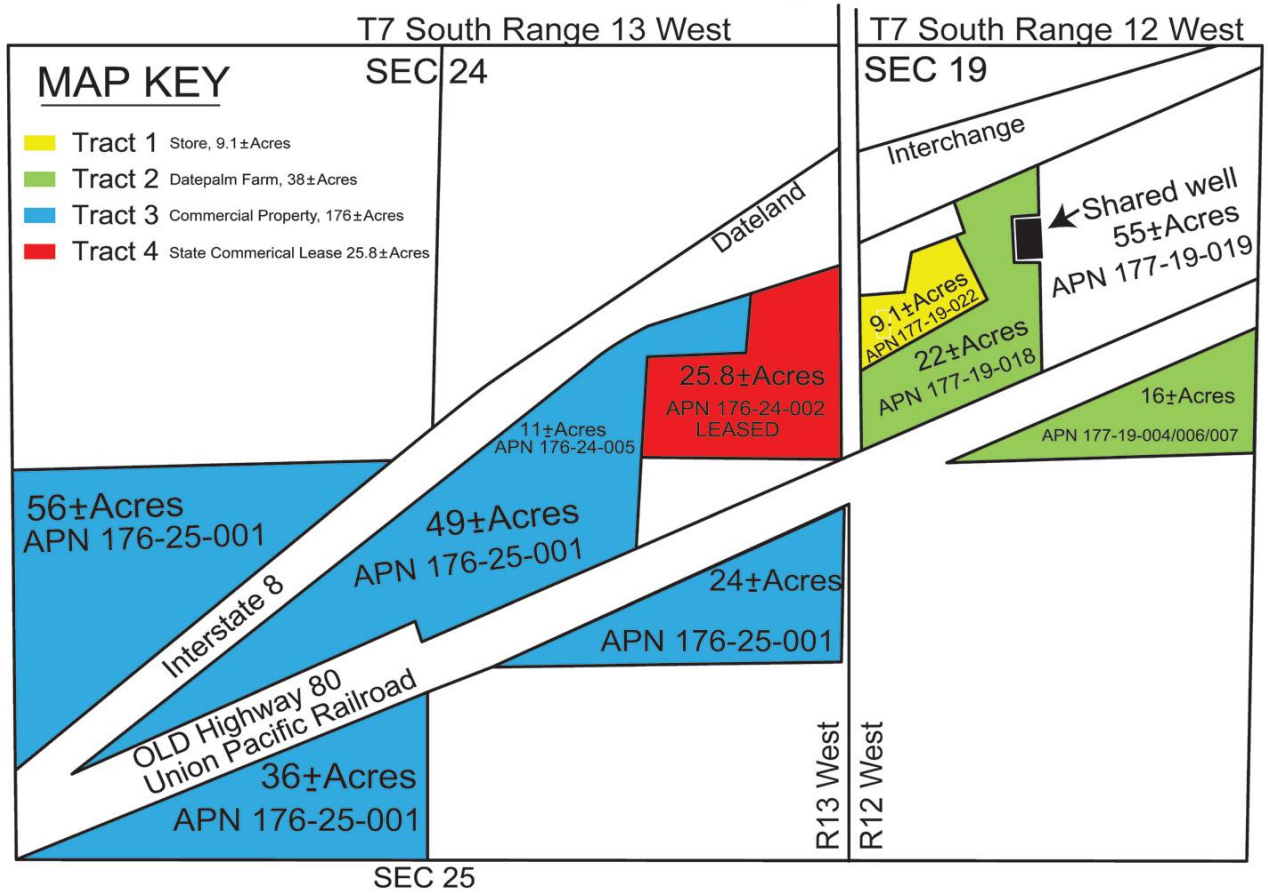 T7 South Range 13 West
T7 South Range 12 West
MAP KEY
Tract 1 Store, 9.1±Acres
Tract 2 Datepalm Farm, 38±Acres
Tract 3 Commercial Property, 176±Acres
Tract 4 State Commerical Lease 25.8±Acres
SEC 24
SEC 19
Interchange
Dateland
Shared well
55±Acres
APN 177-19-019
9.1±Acres
APN177-19-022
22±Acres
APN 177-19-018
16±Acres
APN 177-19-004/006/007
25.8±Acres
APN 176-24-002
LEASED
11±Acres
APN 176-24-005
56±Acres
APN 176-25-001
49±Acres
APN 176-25-001
24±Acres
APN 176-25-001
Interstate 8
OLD Highway 80
Union Pacific Railroad
36±Acres
APN 176-25-001
R13 West
R12 West
SEC 25